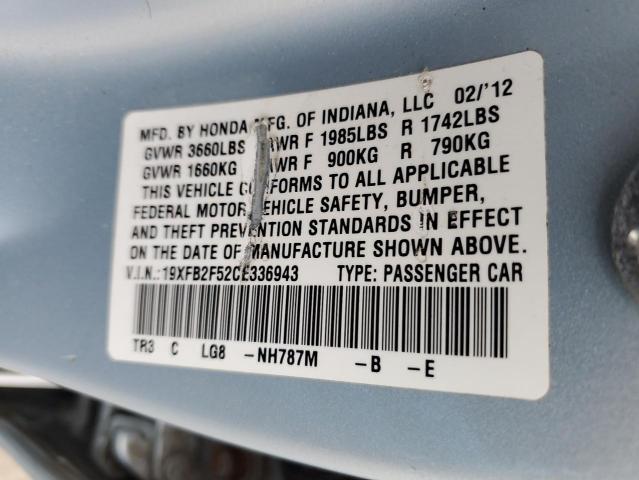 MFD. BY HONDA MFG. OF INDIANA, LLC 02/'12
GVWR 3660LBS GAWR F 1985LBS R 1742LBS
GVWR 1660KG GAWR F 900KG R 790KG
THIS VEHICLE CONFORMS TO ALL APPLICABLE
FEDERAL MOTOR VEHICLE SAFETY, BUMPER,
AND THEFT PREVENTION STANDARDS IN EFFECT
ON THE DATE OF MANUFACTURE SHOWN ABOVE.
V.I.N.:19XFB2F52CE336943 TYPE: PASSENGER CAR
TR3 C LG8 -NH787M -B -E